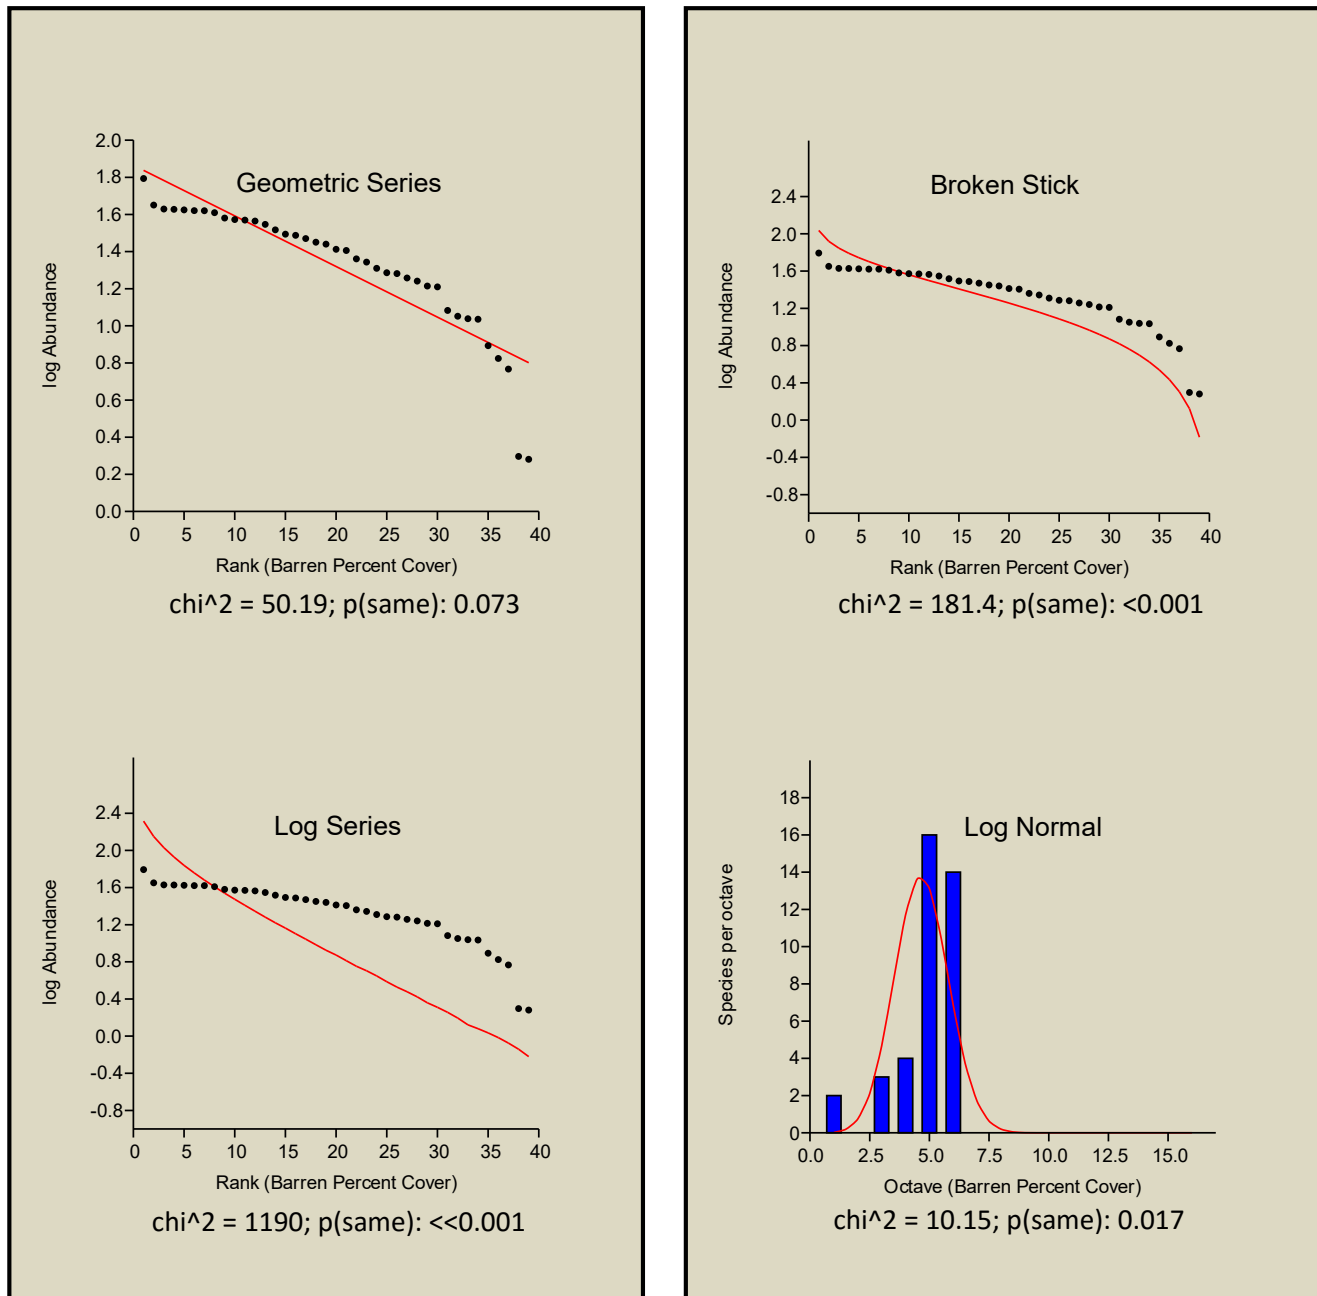 Geometric Series
2.0
1.8
1.6
1.4
1.2
1.0
0.8
0.6
0.4
0.2
0.0
0 5 10 15 20 25 30 35 40
log Abundance
Rank (Barren Percent Cover)
chi^2 = 50.19; p(same): 0.073
Broken Stick
2.4
2.0
1.6
1.2
0.8
0.4
0.0
-0.4
-0.8
0 5 10 15 20 25 30 35 40
log Abundance
Rank (Barren Percent Cover)
chi^2 = 181.4; p(same): <0.001
Log Series
2.4
2.0
1.6
1.2
0.8
0.4
0.0
-0.4
-0.8
0 5 10 15 20 25 30 35 40
log Abundance
Rank (Barren Percent Cover)
chi^2 = 1190; p(same): <<0.001
Log Normal
18
16
14
12
10
8
6
4
2
0
0.0 2.5 5.0 7.5 10.0 12.5 15.0
Species per octave
Octave (Barren Percent Cover)
chi^2 = 10.15; p(same): 0.017